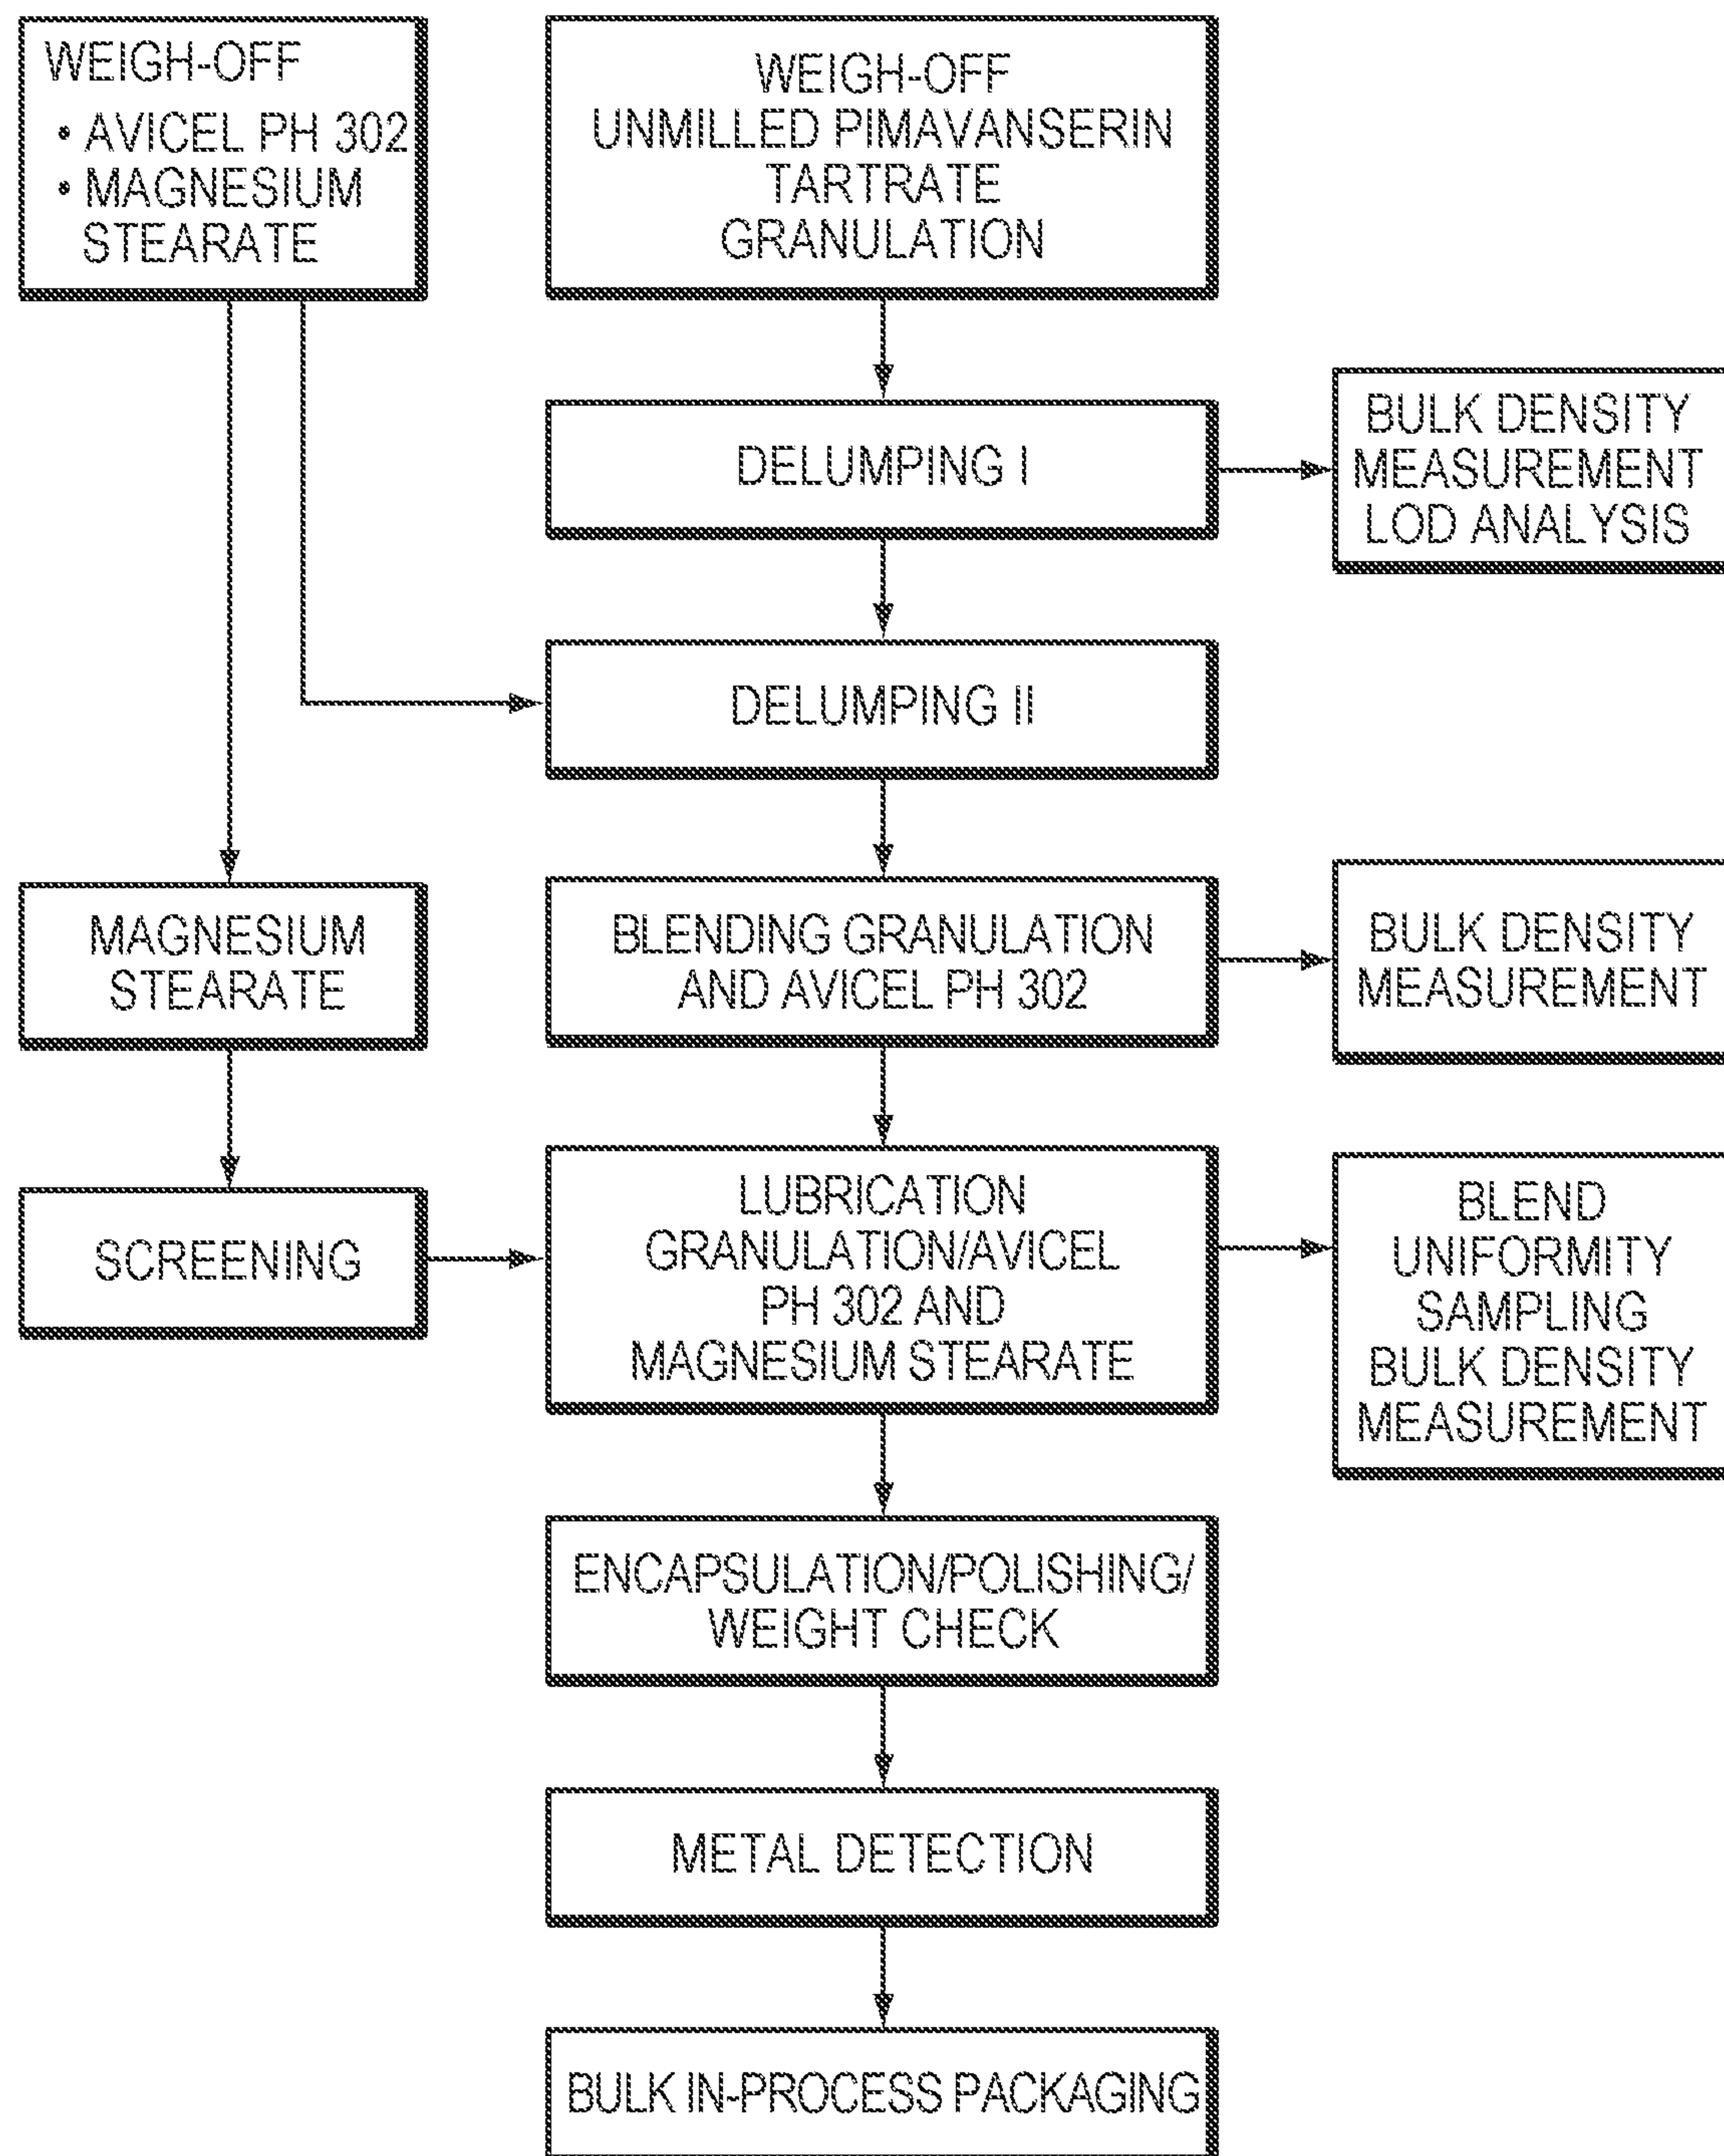 WEIGH-OFF
• AVICEL PH 302
• MAGNESIUM
STEARATE
WEIGH-OFF
UNMILLED PIMAVANSERIN
TARTRATE
GRANULATION
DELUMPING I
BULK DENSITY
MEASUREMENT
LOD ANALYSIS
DELUMPING II
MAGNESIUM
STEARATE
BLENDING GRANULATION
AND AVICEL PH 302
BULK DENSITY
MEASUREMENT
SCREENING
LUBRICATION
GRANULATION/AVICEL
PH 302 AND
MAGNESIUM STEARATE
BLEND
UNIFORMITY
SAMPLING
BULK DENSITY
MEASUREMENT
ENCAPSULATION/POLISHING/
WEIGHT CHECK
METAL DETECTION
BULK IN-PROCESS PACKAGING